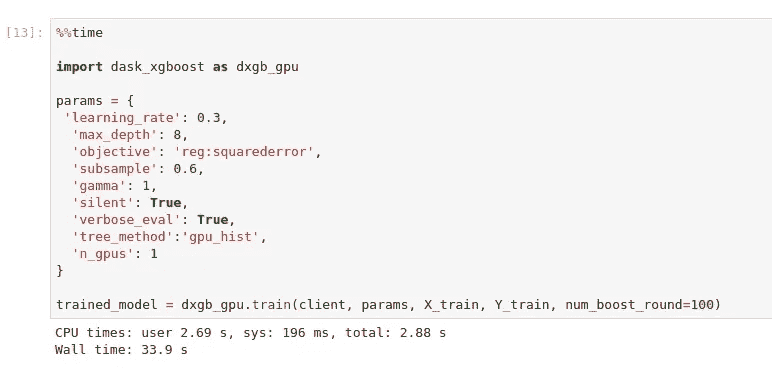 [13]: %%time
import dask_xgboost as dxgb_gpu
params = {
 'learning_rate': 0.3,
  'max_depth': 8,
  'objective': 'reg:squarederror',
  'subsample': 0.6,
  'gamma': 1,
  'silent': True,
  'verbose_eval': True,
  'tree_method':'gpu_hist',
  'n_gpus': 1
}
trained_model = dxgb_gpu.train(client, params, X_train, Y_train, num_boost_round=100)
CPU times: user 2.69 s, sys: 196 ms, total: 2.88 s
Wall time: 33.9 s